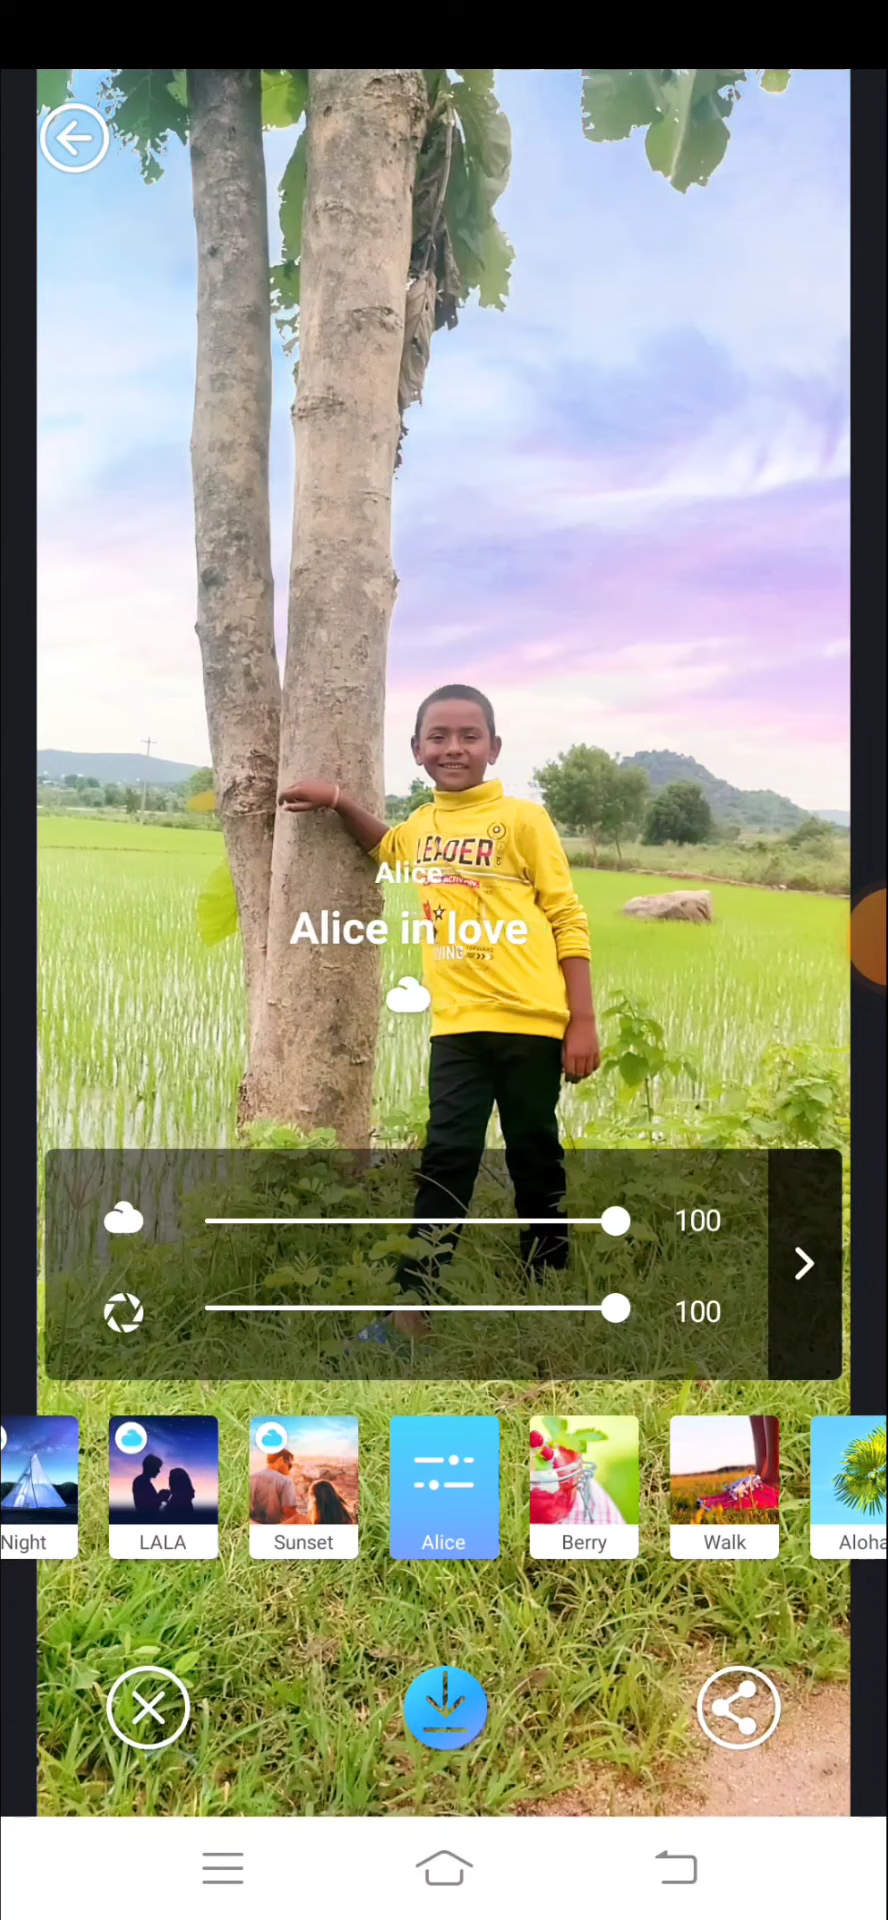 LEADER
Alice
Alice in love
100
100
Night
LALA
Sunset
Alice
Berry
Walk
Aloha